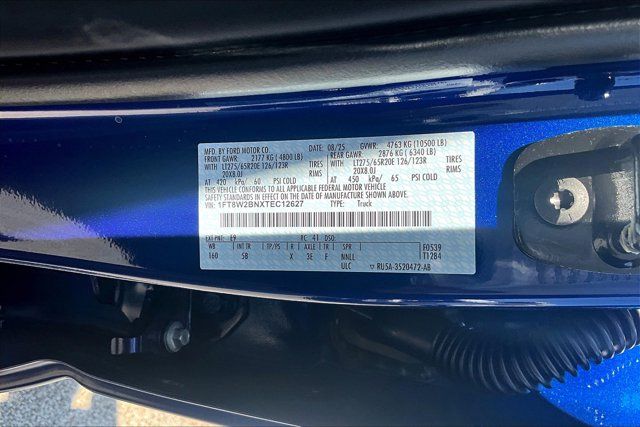 MFD. BY FORD MOTOR CO. DATE: 08/25 GVWR: 4763 KG (10500 LB)
FRONT GAWR: 2177 KG ( 4800 LB) REAR GAWR: 2876 KG ( 6340 LB)
WITH LT275/65R20E 126/123R TIRES WITH LT275/65R20E 126/123R TIRES
20X8.0J RIMS 20X8.0J RIMS
AT 420 kPa/ 60 PSI COLD AT 450 kPa/ 65 PSI COLD
THIS VEHICLE CONFORMS TO ALL APPLICABLE FEDERAL MOTOR VEHICLE
SAFETY STANDARDS IN EFFECT ON THE DATE OF MANUFACTURE SHOWN ABOVE.
VIN: 1FT8W2BNXTEC12627 TYPE: Truck
EXT PNT: E9 RC: 41 DSO:
WB INT TR TP/PS R AXLE TR SPR F0539
160 5B X 3E F NNLL T1284
ULC RU5A-3520472-AB